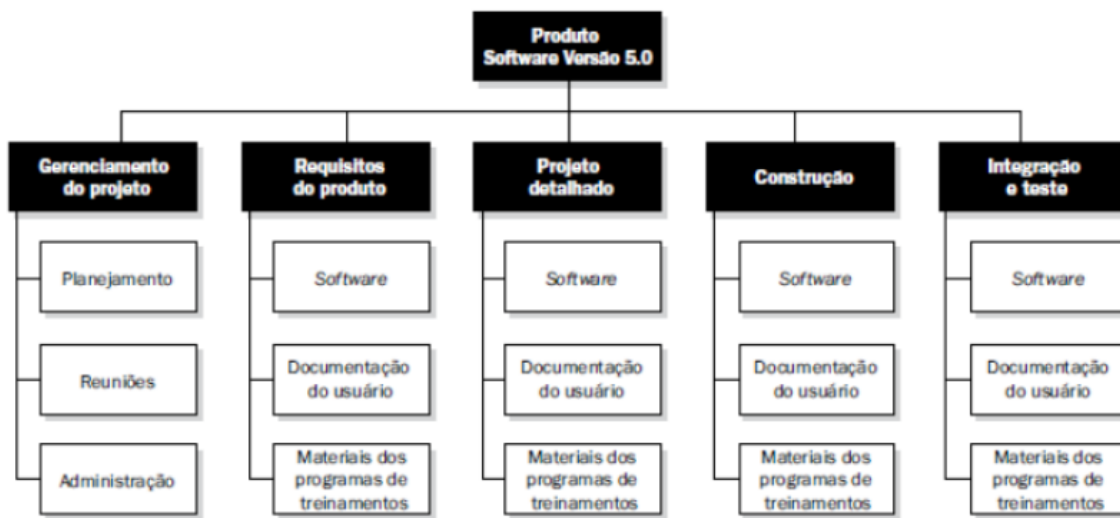 Produto
Software Versão 5.0
Gerenciamento
do projeto
Requisitos
do produto
Projeto
detalhado
Construção
Integração
e teste
Planejamento
Software
Software
Software
Software
Reuniões
Documentação
do usuário
Documentação
do usuário
Documentação
do usuário
Documentação
do usuário
Administração
Materiais dos
programas de
treinamentos
Materiais dos
programas de
treinamentos
Materiais dos
programas de
treinamentos
Materiais dos
programas de
treinamentos